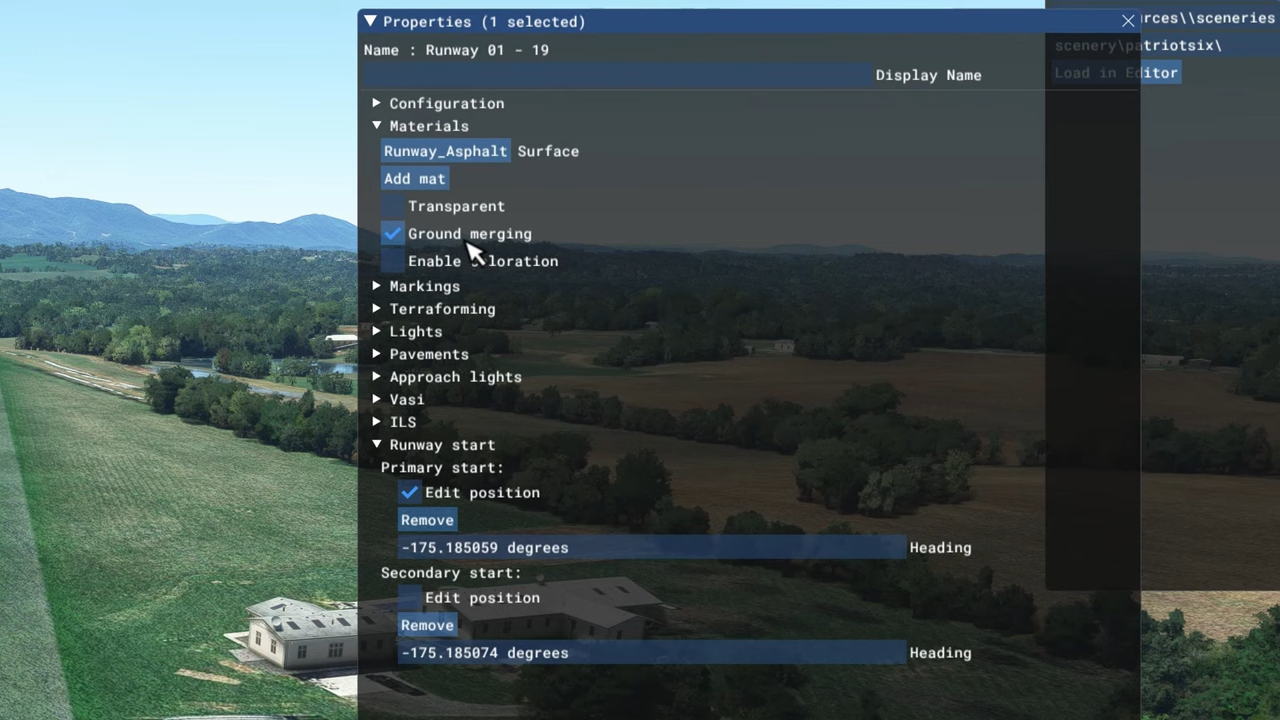 Properties (1 selected)
Name : Runway 01 - 19
Display Name
Configuration
Materials
Runway_Asphalt Surface
Add mat
Transparent
Ground merging
Enable
Markings
Terraforming
Lights
Pavements
Approach lights
Vasi
ILS
Runway start
Primary start:
Edit position
Remove
-175.185059 degrees Heading
Secondary start:
Edit position
Remove
-175.185074 degrees Heading
rces\\sceneries
scenery\patriotsix\
Load in Editor